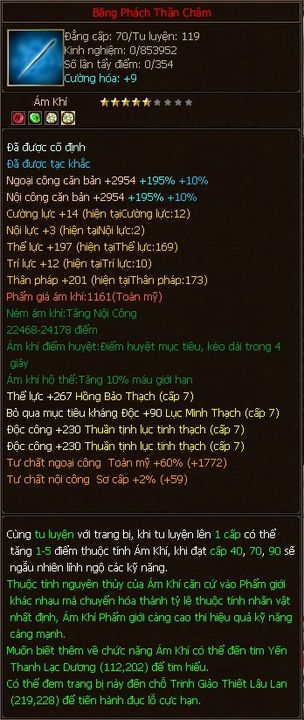 Băng Phách Thần Châm
Đẳng cấp: 70/Tu luyện: 119
Kinh nghiệm: 0/853952
Số lần tẩy điểm: 0/354
Cường hóa: +9
Ám Khí
Đã được cố định
Đã được tạc khắc
Ngoại công căn bản +2954 +195% +10%
Nội công căn bản +2954 +195% +10%
Cường lực +14 (hiện tạiCường lực:12)
Nội lực +3 (hiện tạiNội lực:2)
Thể lực +197 (hiện tạiThể lực:169)
Trí lực +12 (hiện tạiTrí lực:10)
Thân pháp +201 (hiện tạiThân pháp:173)
Phẩm giá ám khí:1161(Toàn mỹ)
Ném ám khí:Tăng Nội Công
22468-24178 điểm
Ám khí điểm huyệt:Điểm huyệt mục tiêu, kéo dài trong 4
giây
Ám khí hộ thể:Tăng 10% máu giới hạn
Thể lực +267 Hồng Bảo Thạch (cấp 7)
Bỏ qua mục tiêu kháng Độc +90 Lục Minh Thạch (cấp 7)
Độc công +230 Thuần tịnh lục tinh thạch (cấp 7)
Độc công +230 Thuần tịnh lục tinh thạch (cấp 7)
Tư chất ngoại công  Toàn mỹ +60% (+1772)
Tư chất nội công  Sơ cấp +2% (+59)
Cùng tu luyện với trang bị, khi tu luyện lên 1 cấp có thể
tăng 1-5 điểm thuộc tính Ám Khí, khi đạt cấp 40, 70, 90 sẽ
ngẫu nhiên lĩnh ngộ các kỹ năng.
Thuộc tính nguyên thủy của Ám Khí căn cứ vào Phẩm giới
khác nhau mà chuyển hóa thành tỷ lệ thuộc tính nhân vật
nhất định, Ám Khí Phẩm giới càng cao thi hiệu quả kỹ năng
càng mạnh.
Muốn biết thêm về chức năng Ám Khí có thể đến tìm Yến
Thanh Lạc Dương (112,202) để tìm hiểu.
Có thể đem trang bị này đến chỗ Trinh Giảo Thiết Lâu Lan
(219,228) để tiến hành đục lỗ cực hạn.